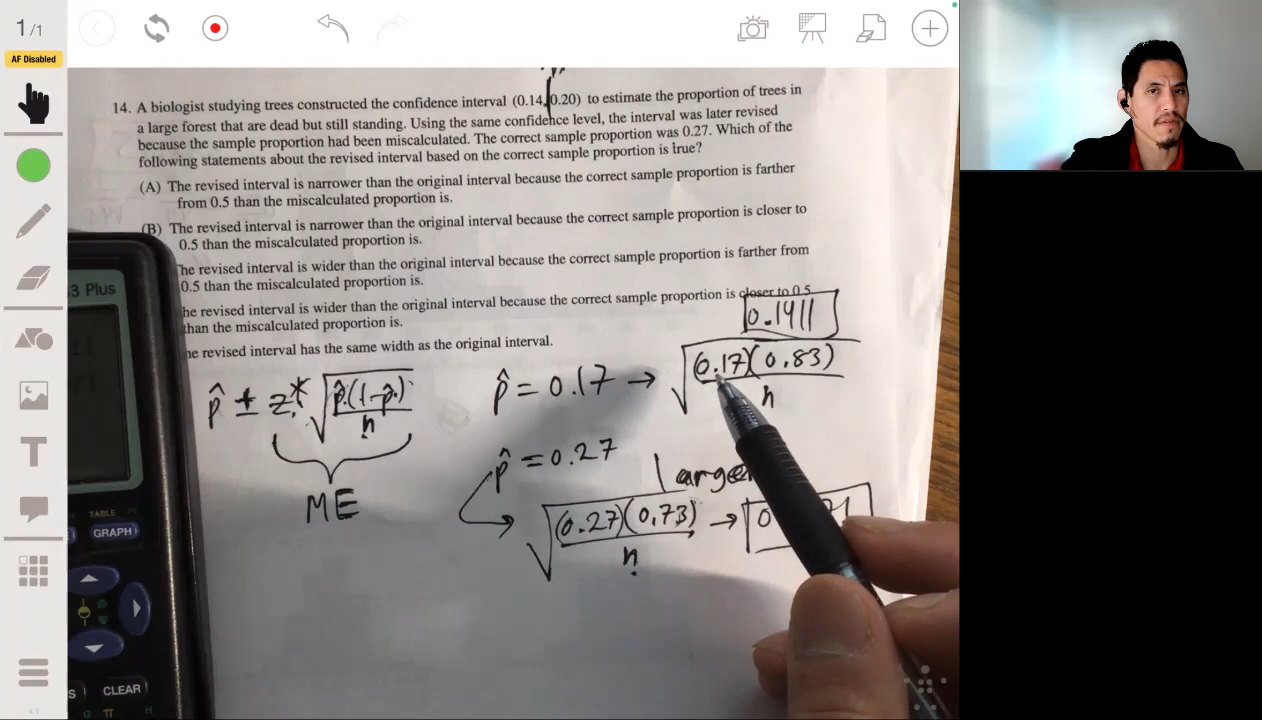 1/1
AF Disabled
14. A biologist studying trees constructed the confidence interval (0.14, 0.20) to estimate the proportion of trees in
a large forest that are dead but still standing. Using the same confidence level, the interval was later revised
because the sample proportion had been miscalculated. The correct sample proportion was 0.27. Which of the
following statements about the revised interval based on the correct sample proportion is true?
(A) The revised interval is narrower than the original interval because the correct sample proportion is farther
from 0.5 than the miscalculated proportion is.
(B) The revised interval is narrower than the original interval because the correct sample proportion is closer to
0.5 than the miscalculated proportion is.
he revised interval is wider than the original interval because the correct sample proportion is farther from
0.5 than the miscalculated proportion is.
he revised interval is wider than the original interval because the correct sample proportion is closer to 0.5
than the miscalculated proportion is.
he revised interval has the same width as the original interval.
3 Plus
0.1411
p̂ = 0.17 → √(0.17)(0.83)/n
p̂ ± z* √p̂(1-p̂)/n
ME
p̂ = 0.27
large
√(0.27)(0.73)/n → 0
TABLE
GRAPH
CLEAR
S
π
H
T